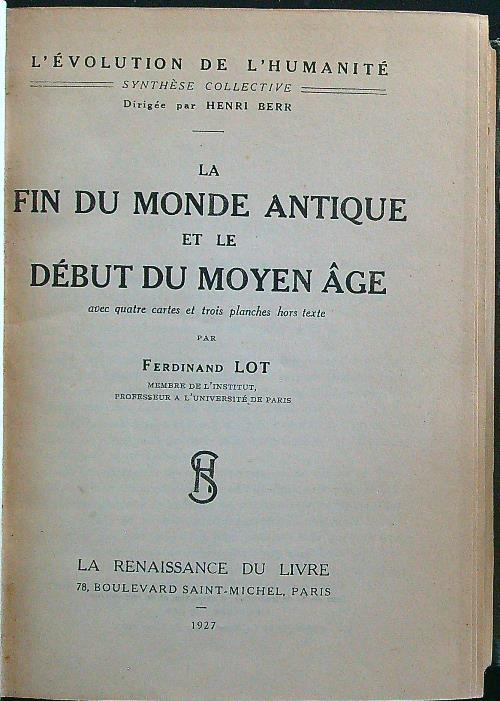 L'ÉVOLUTION DE L'HUMANITÉ
SYNTHÈSE COLLECTIVE
Dirigée par HENRI BERR
LA
FIN DU MONDE ANTIQUE
ET LE
DÉBUT DU MOYEN ÂGE
avec quatre cartes et trois planches hors texte
PAR
FERDINAND LOT
MEMBRE DE L'INSTITUT,
PROFESSEUR A L'UNIVERSITÉ DE PARIS
LA RENAISSANCE DU LIVRE
78, BOULEVARD SAINT-MICHEL, PARIS
1927